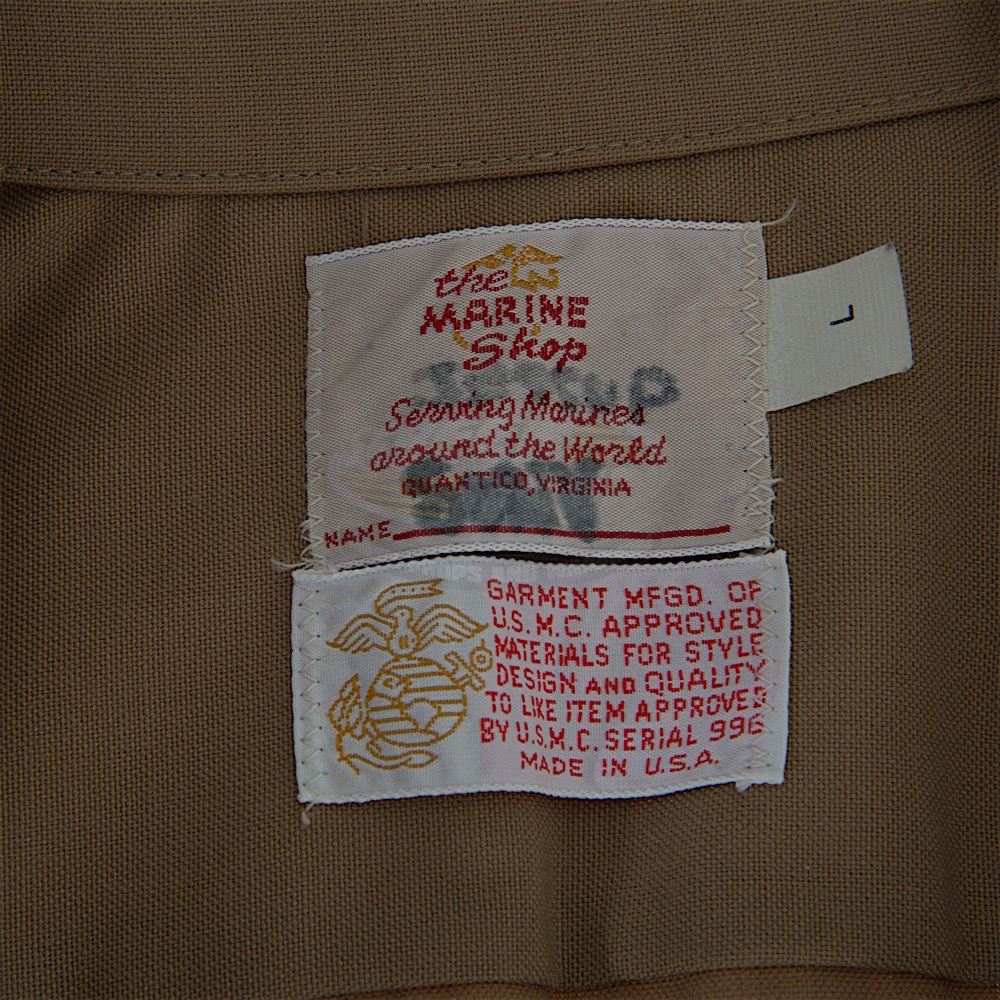 the
MARINE
Shop
Serving Marines
around the World
QUANTICO, VIRGINIA
NAME
L
GARMENT MFGD. OF
U.S.M.C. APPROVED
MATERIALS FOR STYLE
DESIGN AND QUALITY
TO LIKE ITEM APPROVED
BY U.S.M.C. SERIAL 996
MADE IN U.S.A.